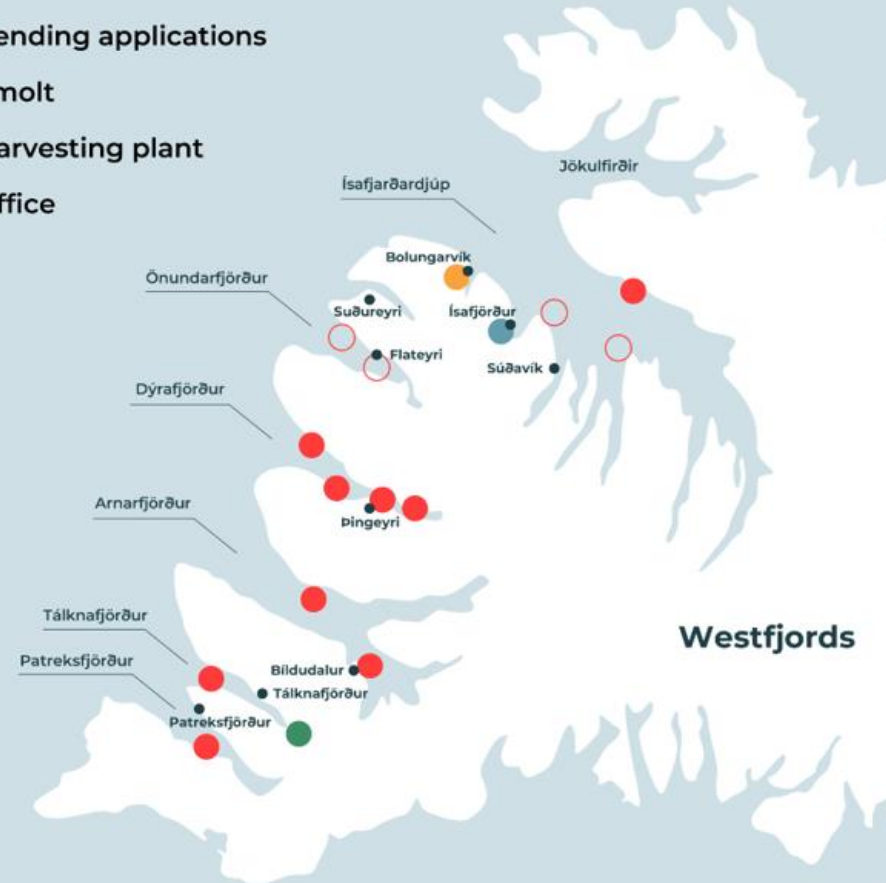 ending applications
molt
arvesting plant
ffice
Jökulfirðir
Ísafjarðardjúp
Bolungarvík
Önundarfjörður
Suðureyri
Ísafjörður
Flateyri
Súðavík
Dýrafjörður
Arnarfjörður
Þingeyri
Tálknafjörður
Westfjords
Patreksfjörður
Bíldudalur
Tálknafjörður
Patreksfjörður